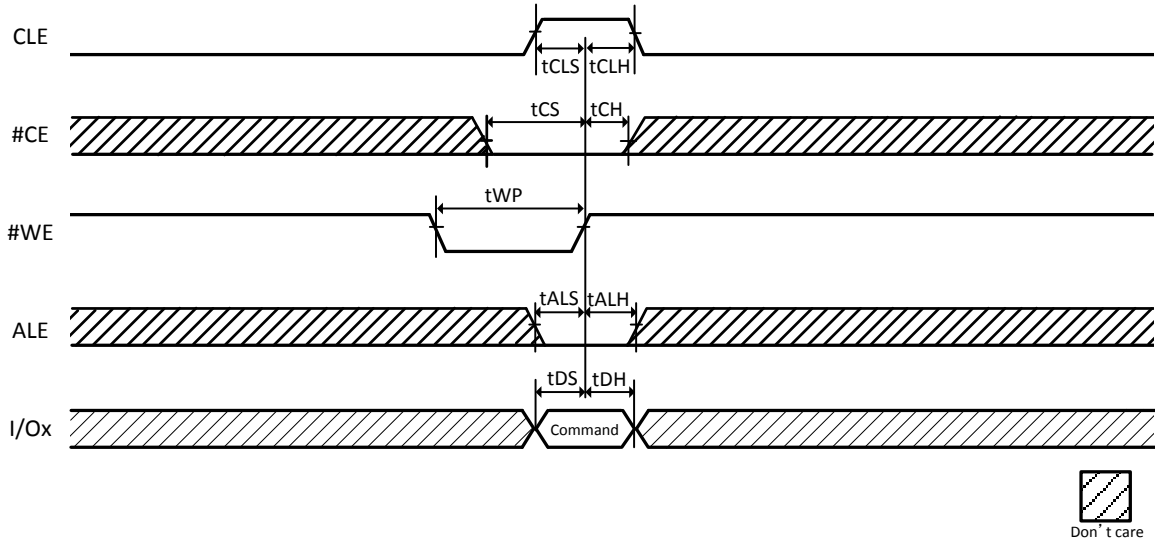 CLE
tCLS tCLH
#CE
tCS tCH
#WE
tWP
ALE
tALS tALH
I/Ox
tDS tDH
Command
Don't care